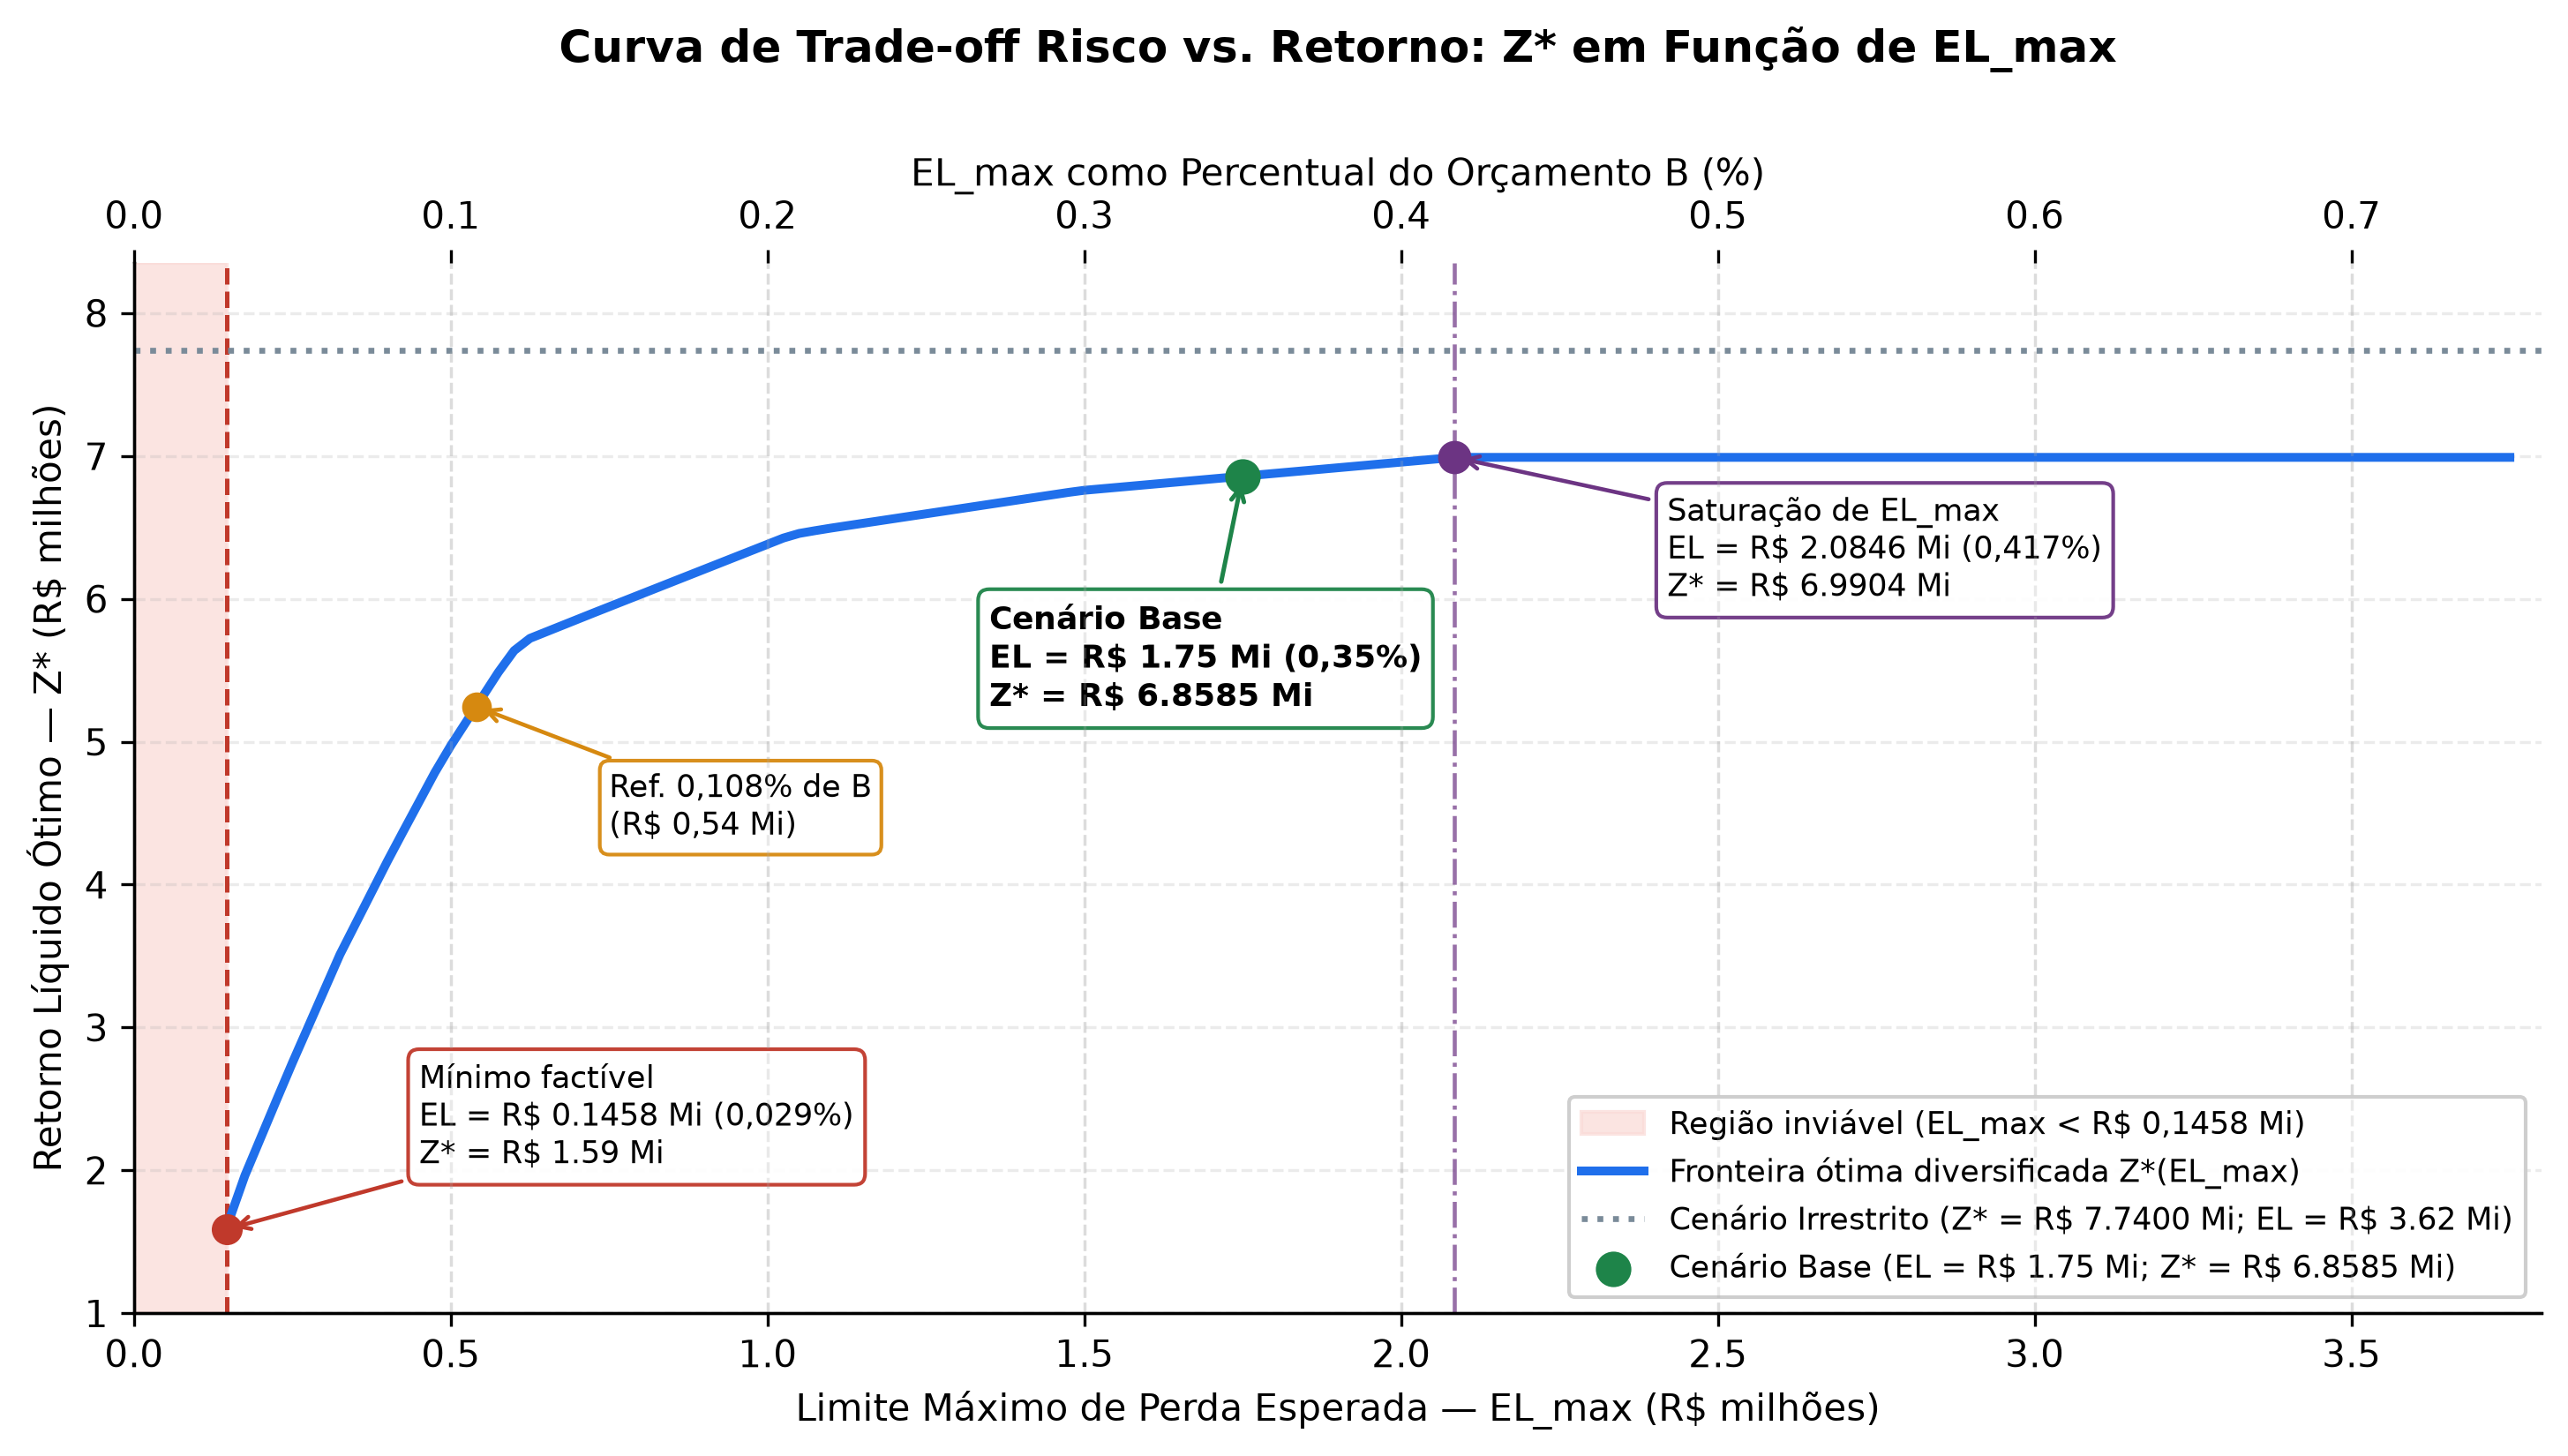 Curva de Trade-off Risco vs. Retorno: Z* em Função de EL_max
EL_max como Percentual do Orçamento B (%)
0.0 0.1 0.2 0.3 0.4 0.5 0.6 0.7
Retorno Líquido Ótimo — Z* (R$ milhões)
8
7
6
5
4
3
2
1
Saturação de EL_max
EL = R$ 2.0846 Mi (0,417%)
Z* = R$ 6.9904 Mi
Cenário Base
EL = R$ 1.75 Mi (0,35%)
Z* = R$ 6.8585 Mi
Ref. 0,108% de B
(R$ 0,54 Mi)
Mínimo factível
EL = R$ 0.1458 Mi (0,029%)
Z* = R$ 1.59 Mi
Região inviável (EL_max < R$ 0,1458 Mi)
Fronteira ótima diversificada Z*(EL_max)
Cenário Irrestrito (Z* = R$ 7.7400 Mi; EL = R$ 3.62 Mi)
Cenário Base (EL = R$ 1.75 Mi; Z* = R$ 6.8585 Mi)
0.0 0.5 1.0 1.5 2.0 2.5 3.0 3.5
Limite Máximo de Perda Esperada — EL_max (R$ milhões)